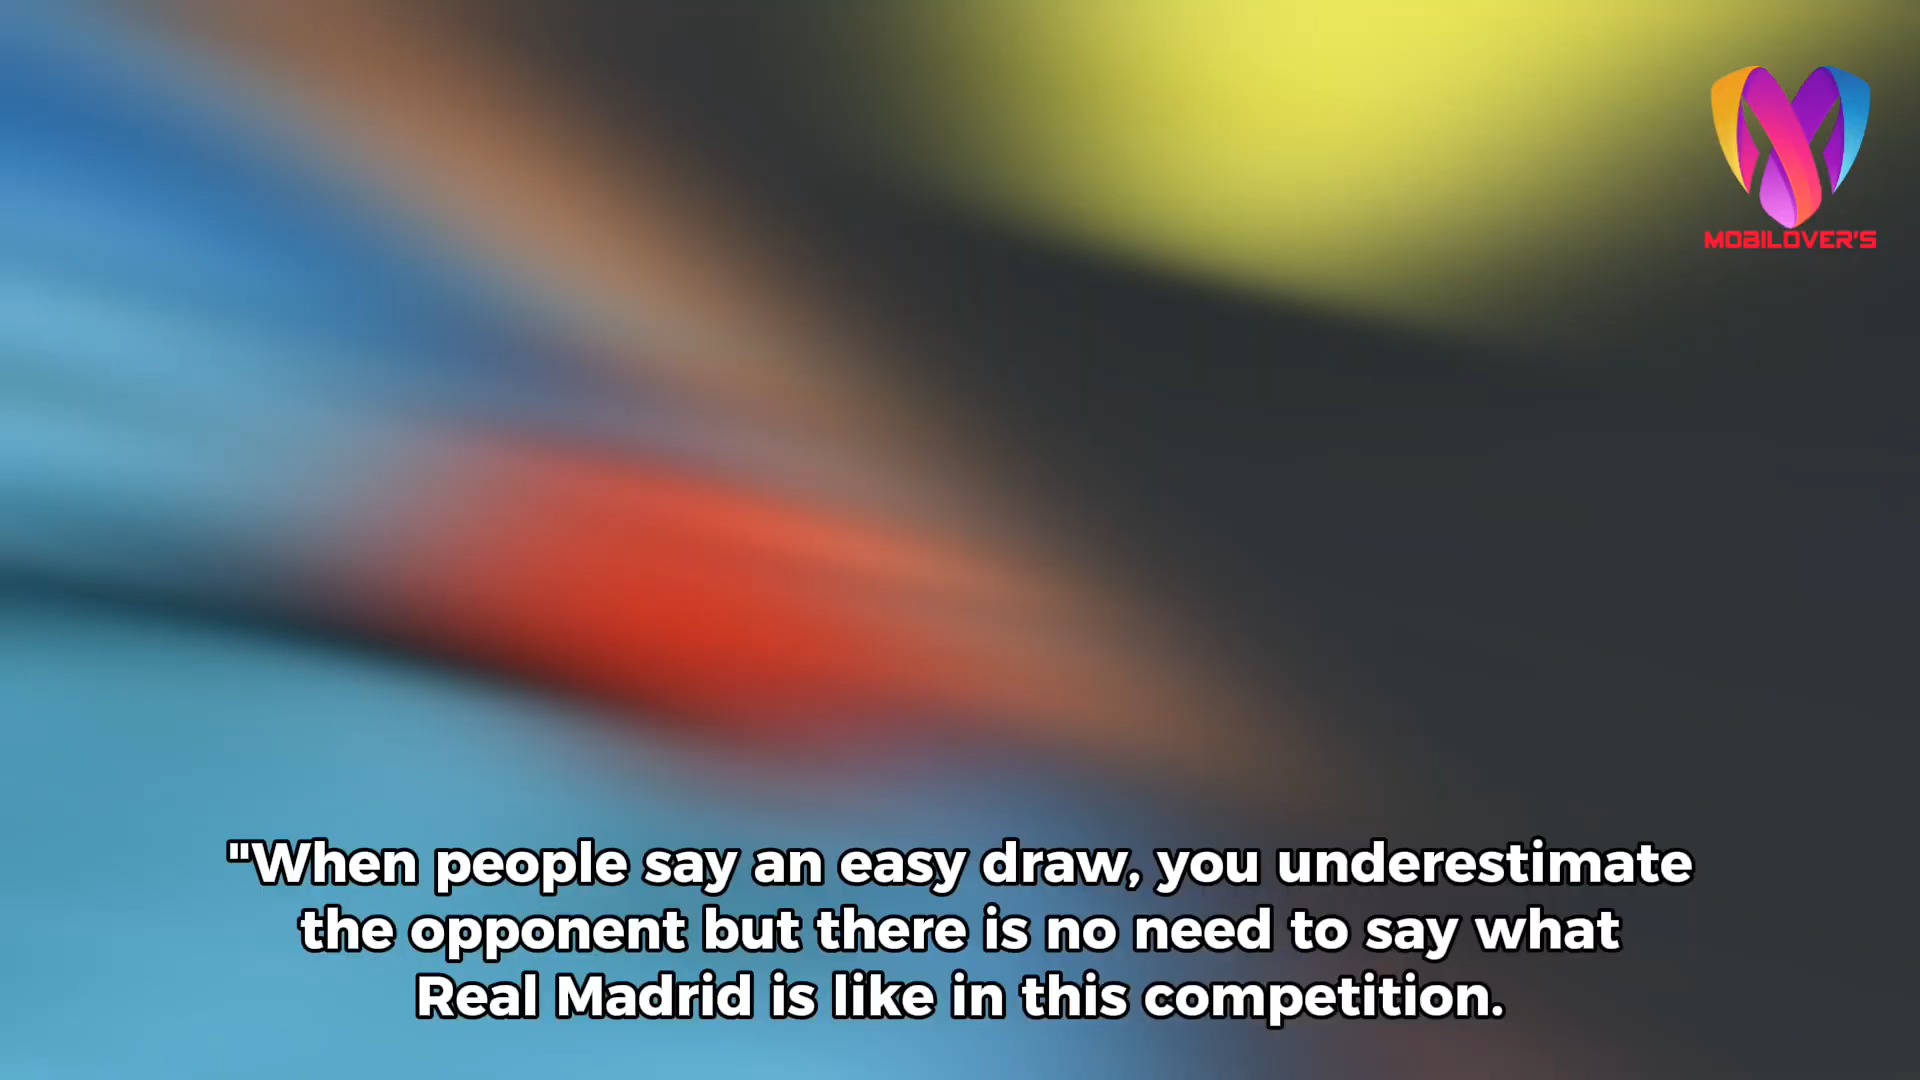 MOBILOVER'S
"When people say an easy draw, you underestimate
the opponent but there is no need to say what
Real Madrid is like in this competition.